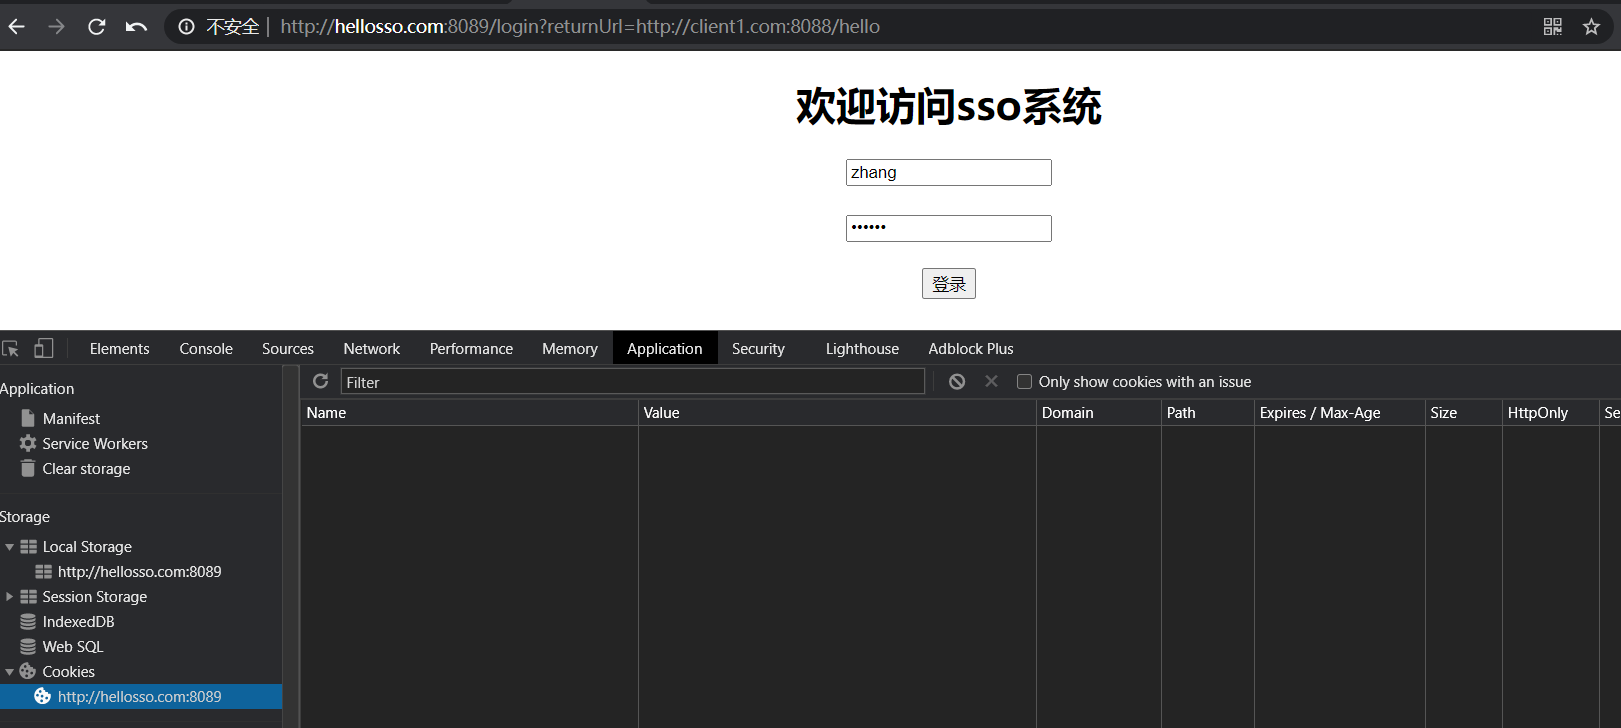 不安全 | http://hellosso.com:8089/login?returnUrl=http://client1.com:8088/hello
欢迎访问sso系统
zhang
••••••
登录
Elements Console Sources Network Performance Memory Application Security Lighthouse Adblock Plus
Application
Manifest
Service Workers
Clear storage
Storage
Local Storage
http://hellosso.com:8089
Session Storage
IndexedDB
Web SQL
Cookies
http://hellosso.com:8089
Filter Only show cookies with an issue
Name Value Domain Path Expires / Max-Age Size HttpOnly Se